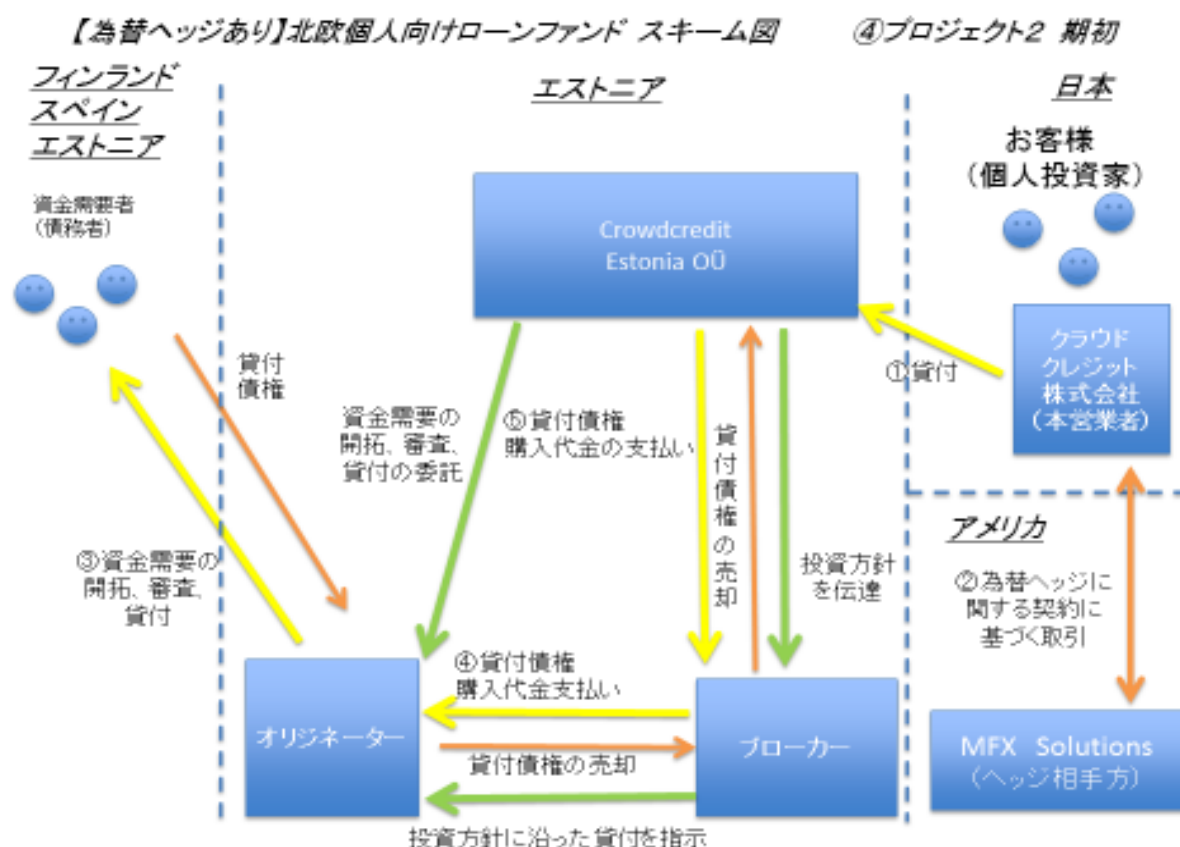 【為替ヘッジあり】北欧個人向けローンファンド スキーム図 ④プロジェクト2 期初
フィンランド
スペイン
エストニア
エストニア
日本
お客様
(個人投資家)
資金需要者
(債務者)
Crowdcredit
Estonia OÜ
クラウド
クレジット
株式会社
(本営業者)
①貸付
貸付
債権
資金需要の
開拓、審査、
貸付の委託
⑤貸付債権
購入代金の支払い
貸付債権の売却
投資方針
を伝達
アメリカ
②為替ヘッジに
関する契約に
基づく取引
③資金需要の
開拓、審査、
貸付
④貸付債権
購入代金支払い
オリジネーター
貸付債権の売却
ブローカー
MFX Solutions
(ヘッジ相手方)
投資方針に沿った貸付を指示